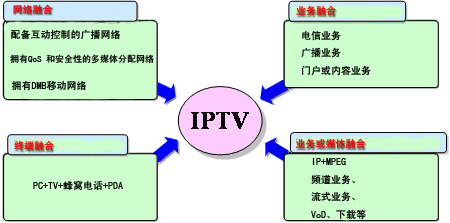 网络融合
配备互动控制的广播网络
拥有QoS 和安全性的多媒体分配网络
拥有DMB移动网络
业务融合
电信业务
广播业务
门户或内容业务
IPTV
终端融合
PC+TV+蜂窝电话+PDA
业务或媒体融合
IP+MPEG
频道业务、
流式业务、
VoD、下载等